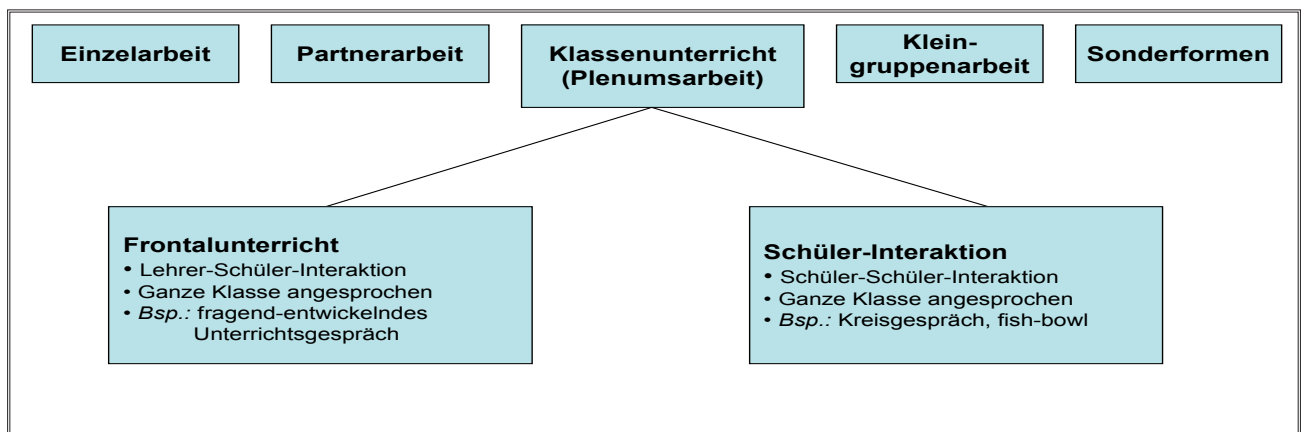 Einzelarbeit
Partnerarbeit
Klassenunterricht
(Plenumsarbeit)
Klein-
gruppenarbeit
Sonderformen
Frontalunterricht
• Lehrer-Schüler-Interaktion
• Ganze Klasse angesprochen
• Bsp.: fragend-entwickelndes
Unterrichtsgespräch
Schüler-Interaktion
• Schüler-Schüler-Interaktion
• Ganze Klasse angesprochen
• Bsp.: Kreisgespräch, fish-bowl